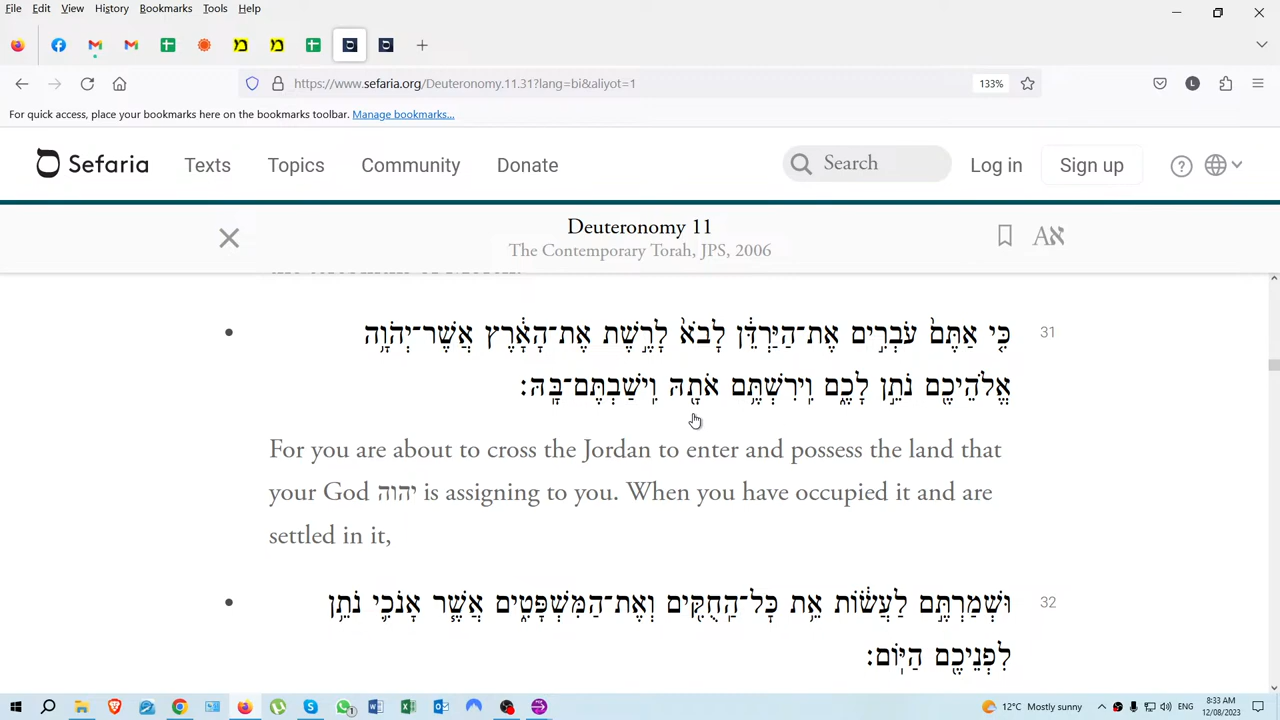 File Edit View History Bookmarks Tools Help
https://www.sefaria.org/Deuteronomy.11.31?lang=bi&aliyot=1
133%
For quick access, place your bookmarks here on the bookmarks toolbar. Manage bookmarks...
Sefaria Texts Topics Community Donate Search Log in Sign up
Deuteronomy 11
The Contemporary Torah, JPS, 2006
31 כִּ֤י אַתֶּם֙ עֹבְרִ֣ים אֶת־הַיַּרְדֵּ֔ן לָבֹא֙ לָרֶ֣שֶׁת אֶת־הָאָ֔רֶץ אֲשֶׁר־יְהֹוָ֥ה
אֱלֹהֵיכֶ֖ם נֹתֵ֣ן לָכֶ֑ם וִֽירִשְׁתֶּ֥ם אֹתָ֖הּ וִֽישַׁבְתֶּם־בָּֽהּ׃
For you are about to cross the Jordan to enter and possess the land that
your God יהוה is assigning to you. When you have occupied it and are
settled in it,
32 וּשְׁמַרְתֶּ֣ם לַעֲשׂ֔וֹת אֵ֥ת כׇּל־הַֽחֻקִּ֖ים וְאֶת־הַמִּשְׁפָּטִ֑ים אֲשֶׁ֧ר אָנֹכִ֛י נֹתֵ֥ן
לִפְנֵיכֶ֖ם הַיּֽוֹם׃
12°C Mostly sunny ENG 8:33 AM
12/08/2023